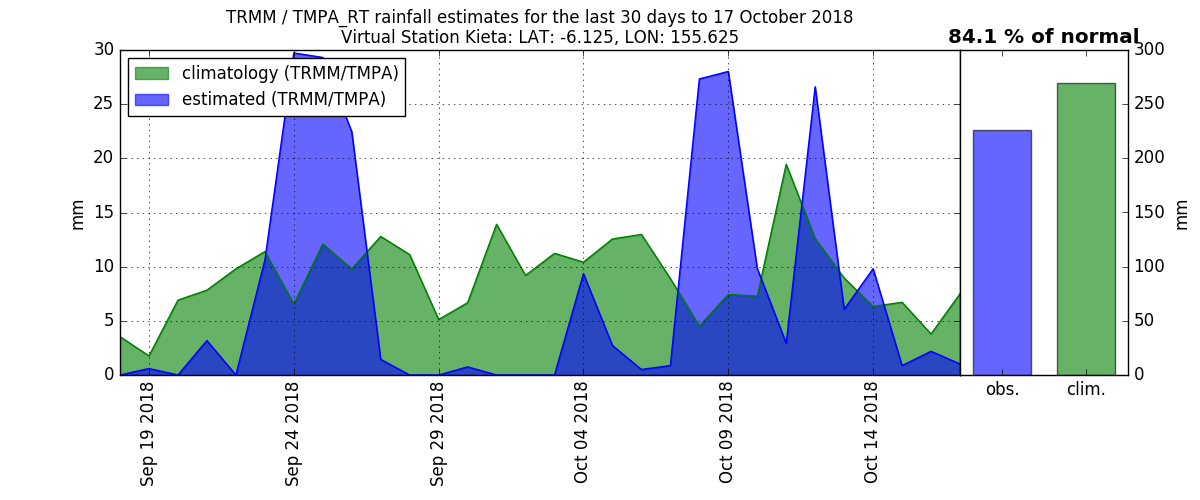 TRMM / TMPA_RT rainfall estimates for the last 30 days to 17 October 2018
Virtual Station Kieta: LAT: -6.125, LON: 155.625
84.1 % of normal
climatology (TRMM/TMPA)
estimated (TRMM/TMPA)
30
25
20
15
10
5
0
mm
Sep 19 2018
Sep 24 2018
Sep 29 2018
Oct 04 2018
Oct 09 2018
Oct 14 2018
obs.
clim.
300
250
200
150
100
50
0
mm